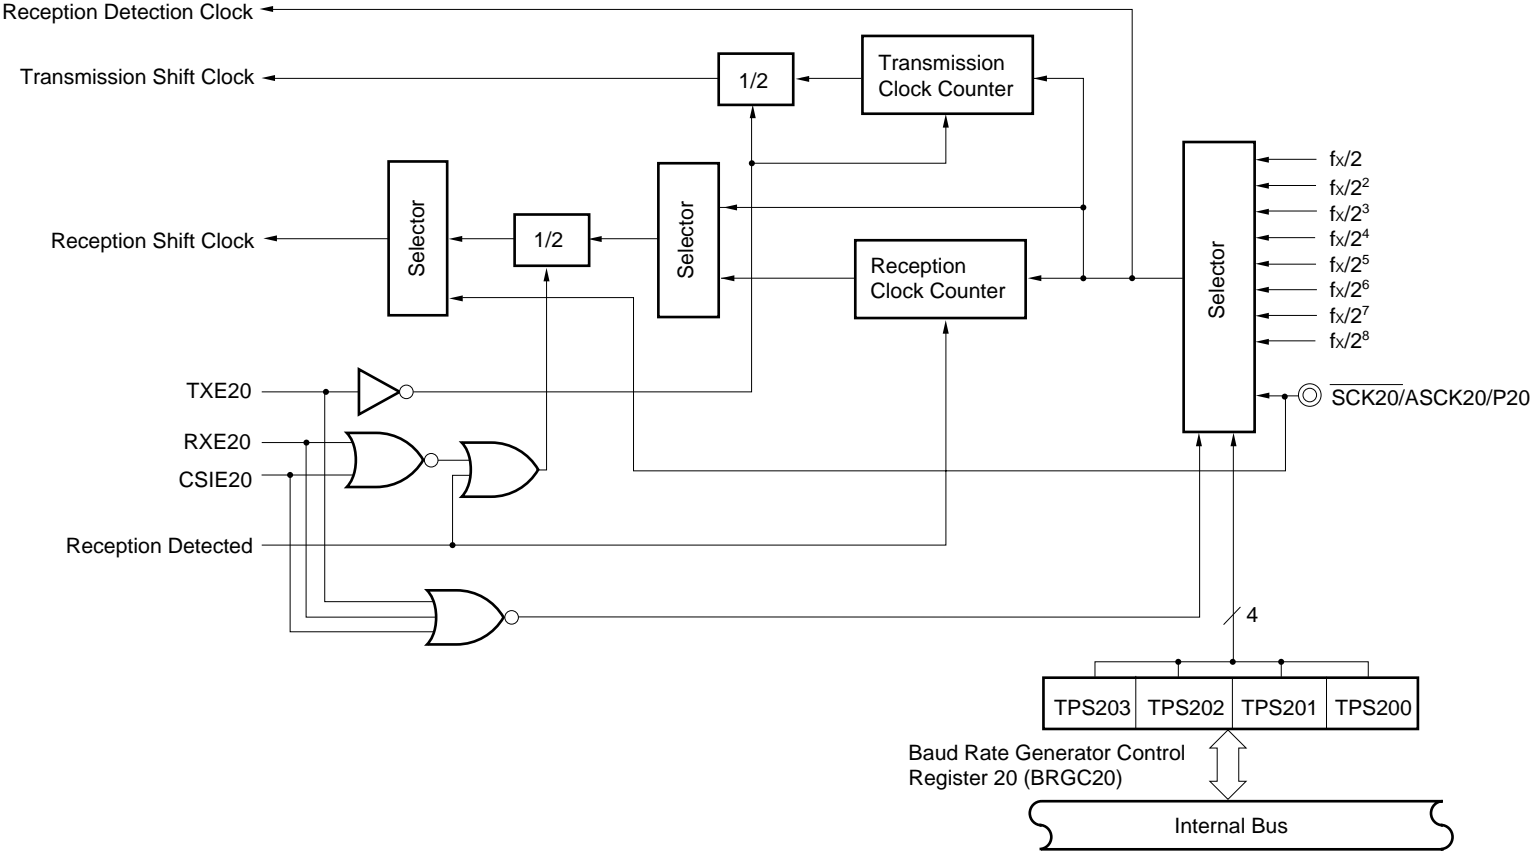 Reception Detection Clock
Transmission Shift Clock
1/2
Transmission
Clock Counter
fX/2
fX/2²
fX/2³
fX/2⁴
fX/2⁵
fX/2⁶
fX/2⁷
fX/2⁸
Selector
Selector
Selector
Reception Shift Clock
1/2
Reception
Clock Counter
TXE20
SCK20/ASCK20/P20
RXE20
CSIE20
Reception Detected
4
TPS203
TPS202
TPS201
TPS200
Baud Rate Generator Control
Register 20 (BRGC20)
Internal Bus